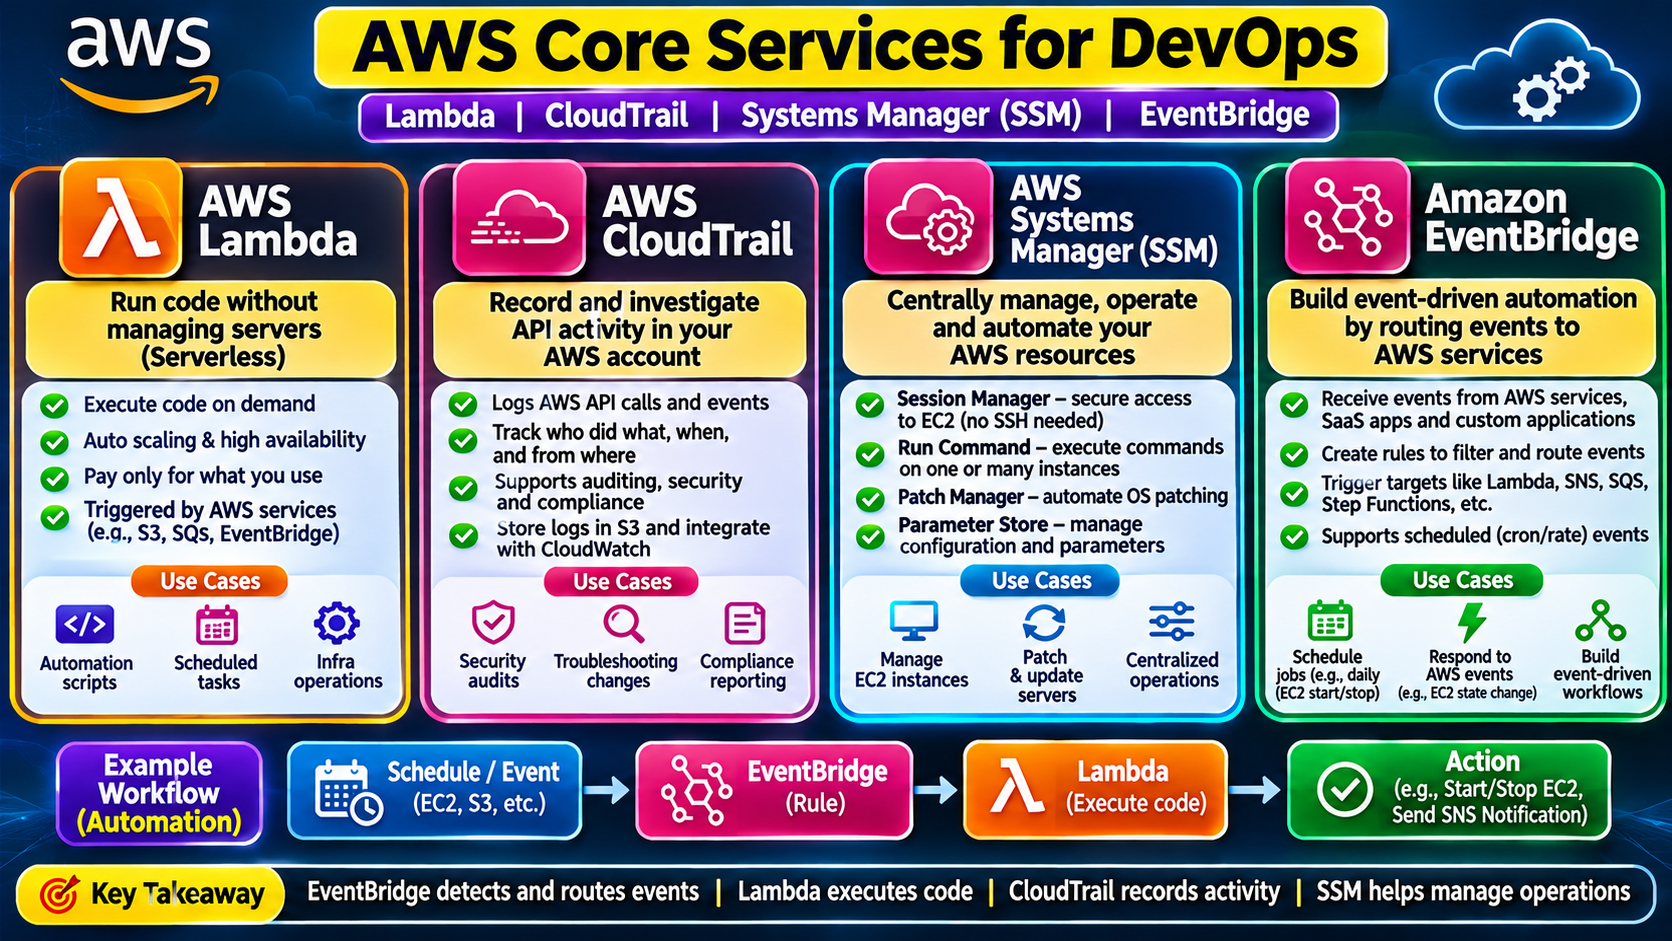 aws
AWS Core Services for DevOps
Lambda | CloudTrail | Systems Manager (SSM) | EventBridge
AWS
Lambda
Run code without
managing servers
(Serverless)
Execute code on demand
Auto scaling & high availability
Pay only for what you use
Triggered by AWS services
(e.g., S3, SQs, EventBridge)
Use Cases
</>
Automation
scripts
Scheduled
tasks
Infra
operations
AWS
CloudTrail
Record and investigate
API activity in your
AWS account
Logs AWS API calls and events
Track who did what, when,
and from where
Supports auditing, security
and compliance
Store logs in S3 and integrate
with CloudWatch
Use Cases
Security
audits
Troubleshooting
changes
Compliance
reporting
AWS
Systems
Manager (SSM)
Centrally manage, operate
and automate your
AWS resources
Session Manager – secure access
to EC2 (no SSH needed)
Run Command – execute commands
on one or many instances
Patch Manager – automate OS patching
Parameter Store – manage
configuration and parameters
Use Cases
Manage
EC2 instances
Patch
& update
servers
Centralized
operations
Amazon
EventBridge
Build event-driven automation
by routing events to
AWS services
Receive events from AWS services,
SaaS apps and custom applications
Create rules to filter and route events
Trigger targets like Lambda, SNS, SQS,
Step Functions, etc.
Supports scheduled (cron/rate) events
Use Cases
Schedule
jobs (e.g., daily
(EC2 start/stop)
Respond to
AWS events
(e.g., EC2 state change)
Build
event-driven
workflows
Example
Workflow
(Automation)
Schedule / Event
(EC2, S3, etc.)
EventBridge
(Rule)
Lambda
(Execute code)
Action
(e.g., Start/Stop EC2,
Send SNS Notification)
Key Takeaway
EventBridge detects and routes events | Lambda executes code | CloudTrail records activity | SSM helps manage operations